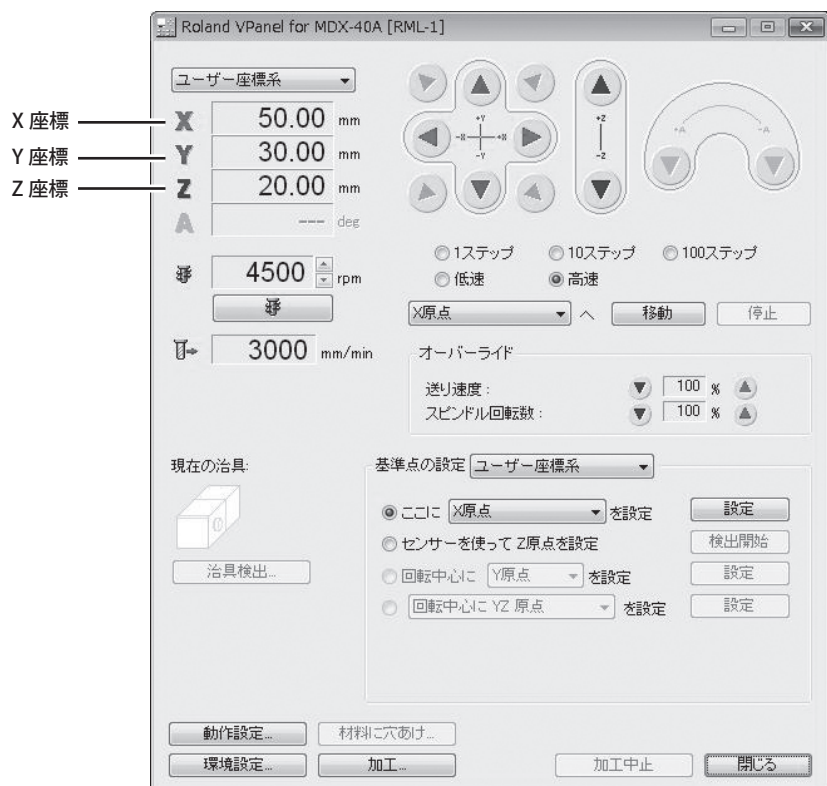 Roland VPanel for MDX-40A [RML-1]
ユーザー座標系
X 座標
X 50.00 mm
Y 座標
Y 30.00 mm
Z 座標
Z 20.00 mm
A --- deg
+Y
-X +X
-Y
+Z
-Z
+A -A
4500 rpm
3000 mm/min
1ステップ 10ステップ 100ステップ
低速 高速
X原点 へ 移動 停止
オーバーライド
送り速度: 100 %
スピンドル回転数: 100 %
現在の治具:
治具検出...
基準点の設定 ユーザー座標系
ここに X原点 を設定 設定
センサーを使って Z原点を設定 検出開始
回転中心に Y原点 を設定 設定
回転中心に YZ 原点 を設定 設定
動作設定... 材料に穴あけ...
環境設定... 加工... 加工中止 閉じる